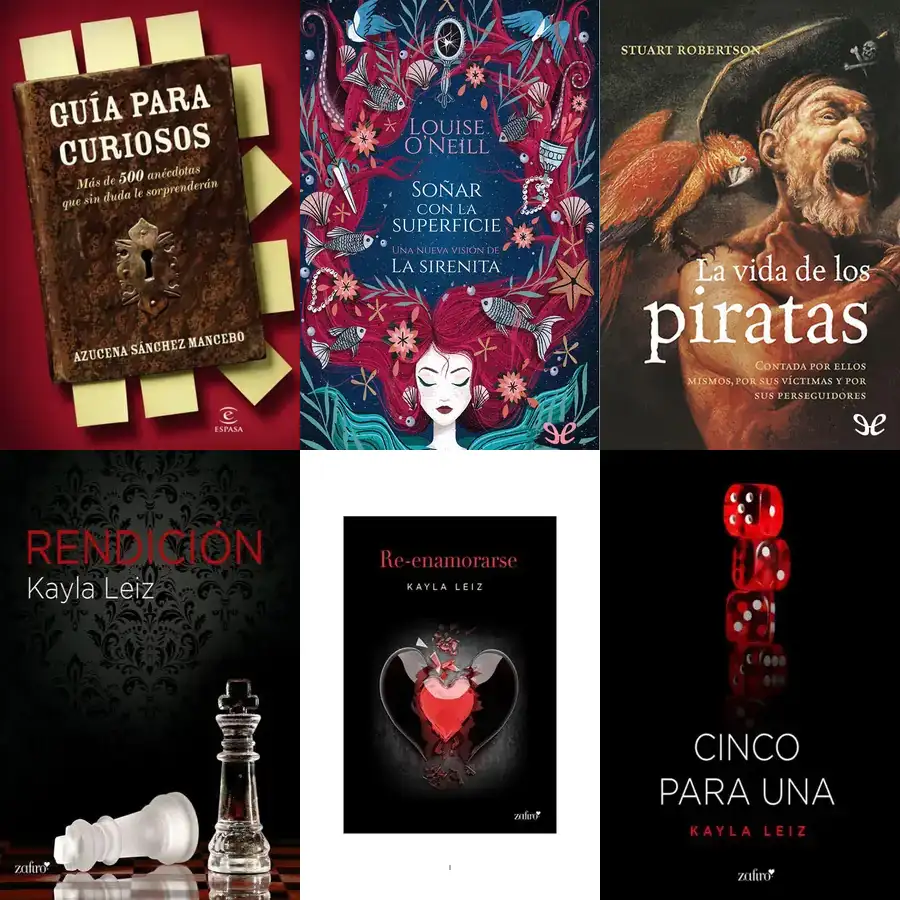 GUÍA PARA
CURIOSOS
Más de 500 anécdotas
que sin duda le sorprenderán
AZUCENA SÁNCHEZ MANCEBO
e
ESPASA
LOUISE
O'NEILL
SOÑAR
CON LA
SUPERFICIE
UNA NUEVA VISIÓN DE
LA SIRENITA
STUART ROBERTSON
La vida de los
piratas
CONTADA POR ELLOS
MISMOS, POR SUS VÍCTIMAS Y POR
SUS PERSEGUIDORES
RENDICIÓN
Kayla Leiz
zafiro
Re-enamorarse
KAYLA LEIZ
zafiro
1
CINCO
PARA UNA
KAYLA LEIZ
zafiro